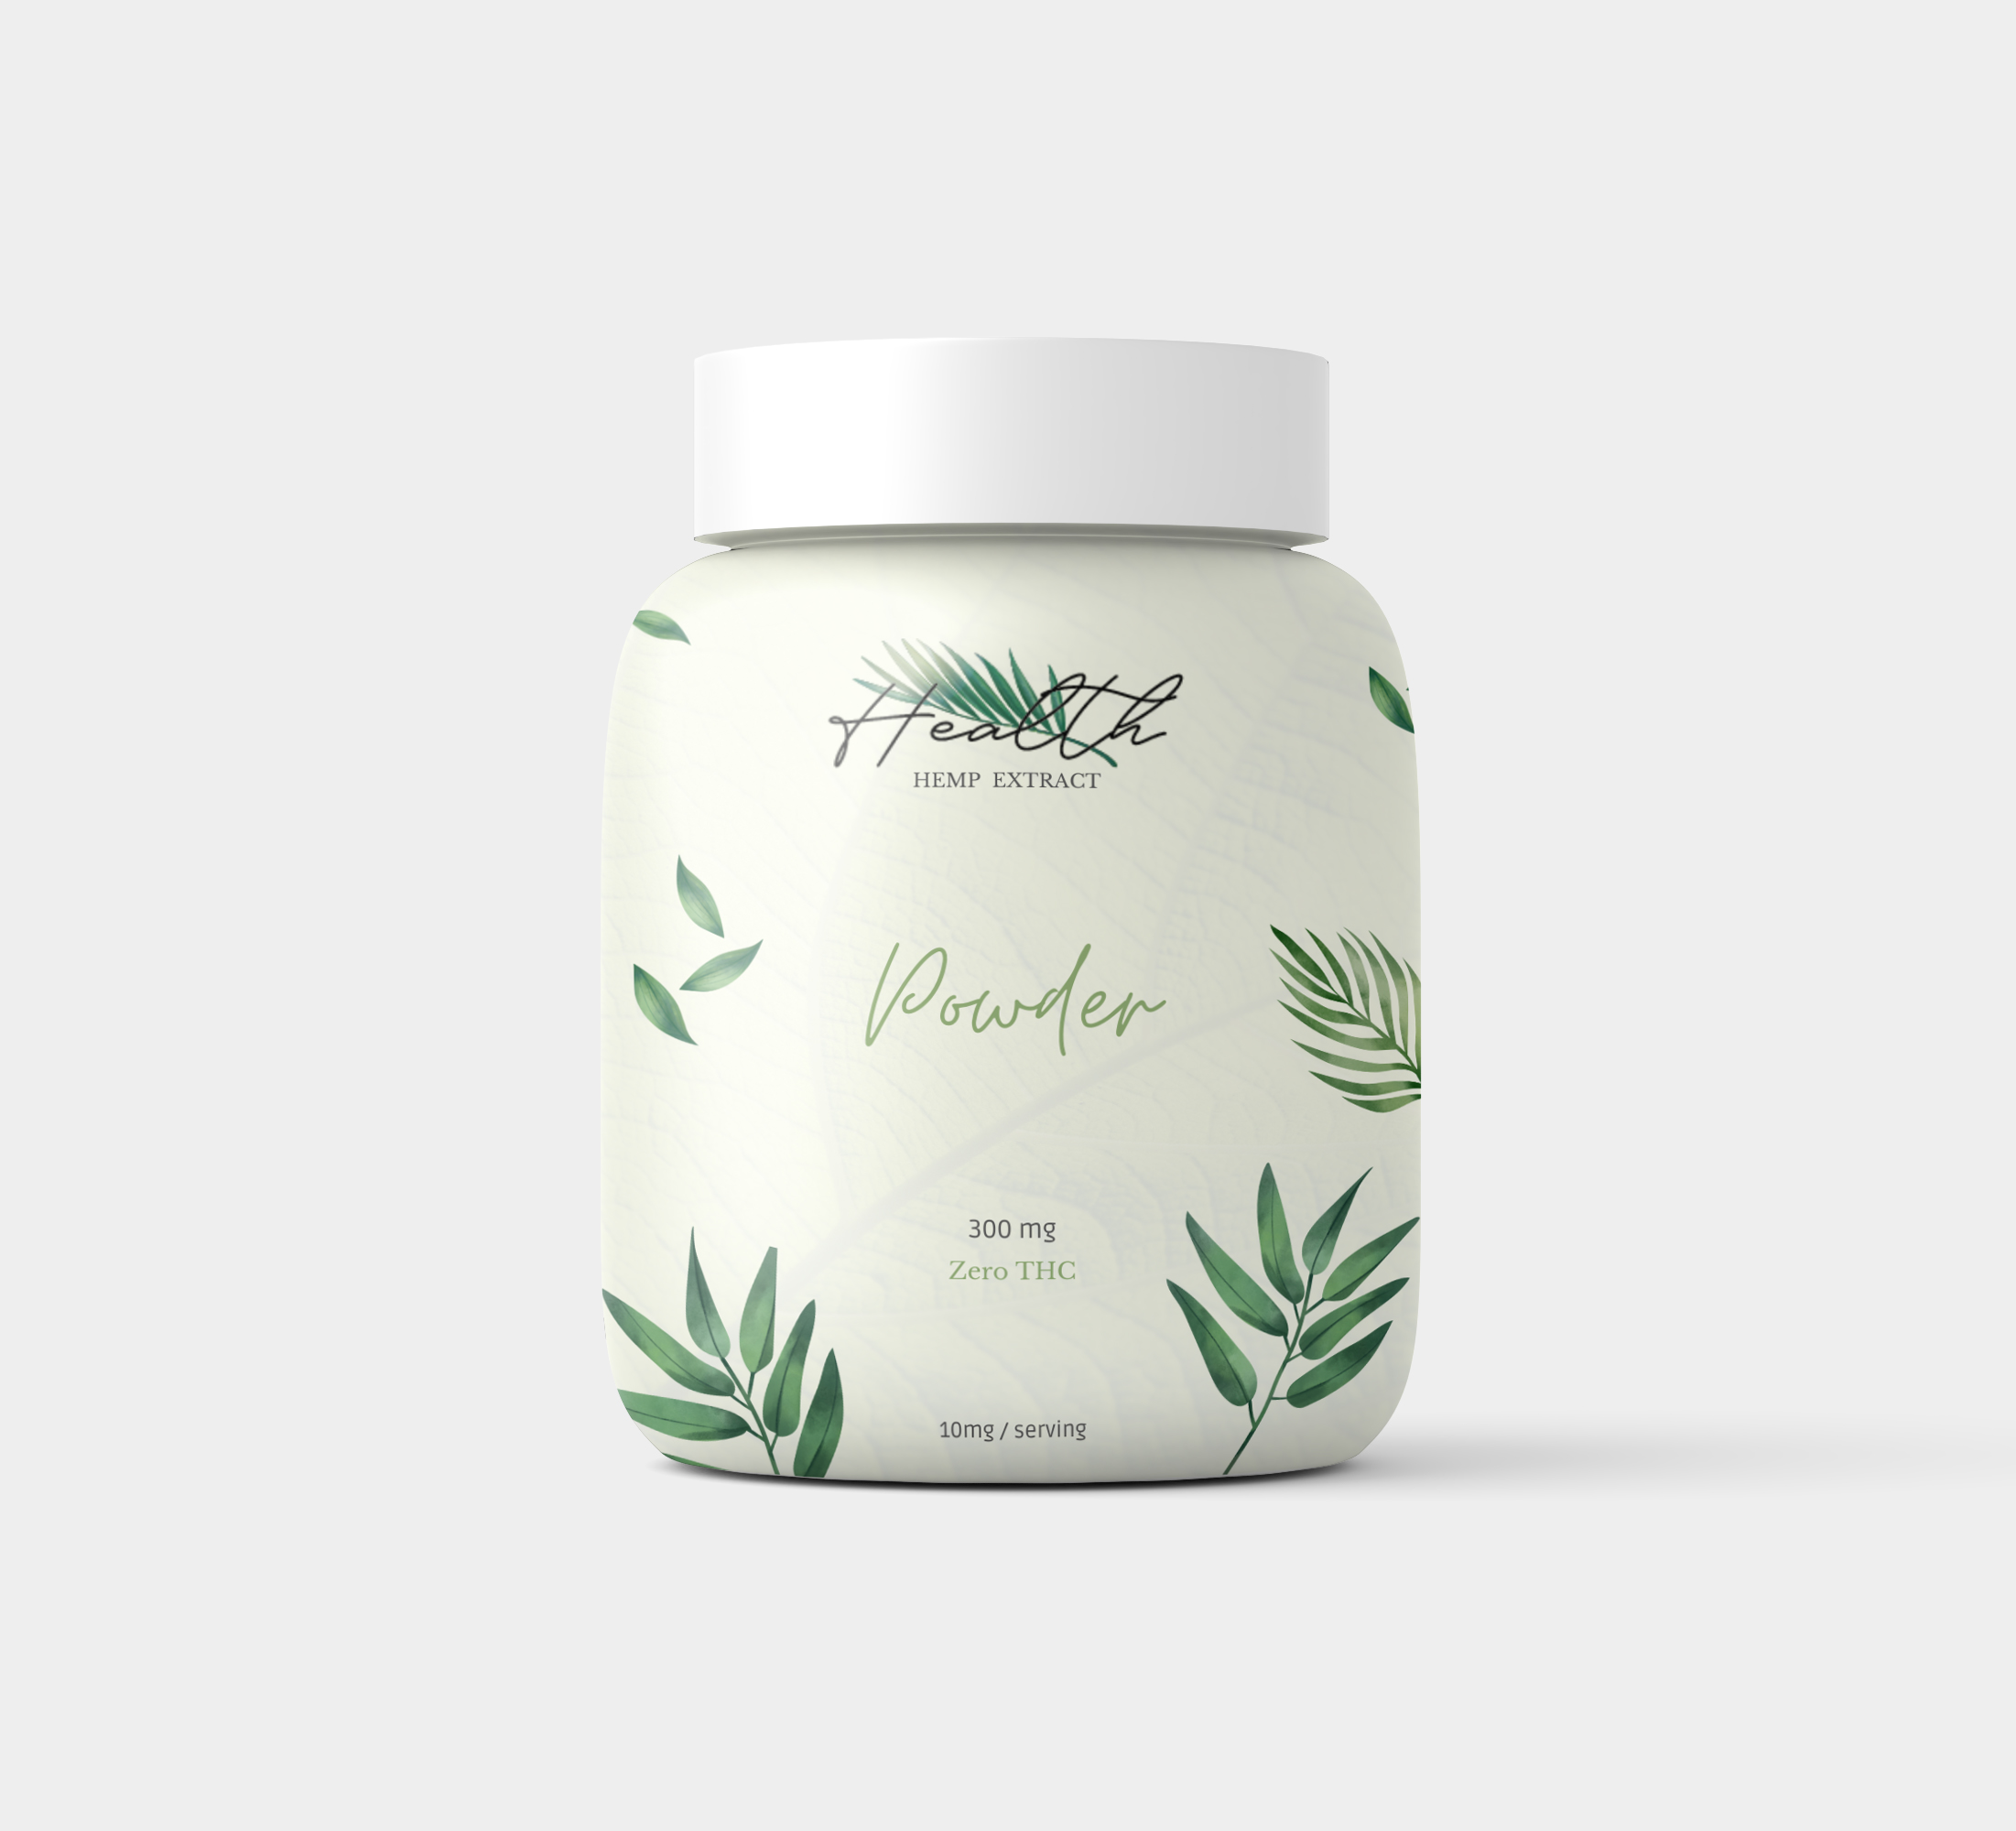 Health
HEMP EXTRACT
Powder
300 mg
Zero THC
10mg / serving